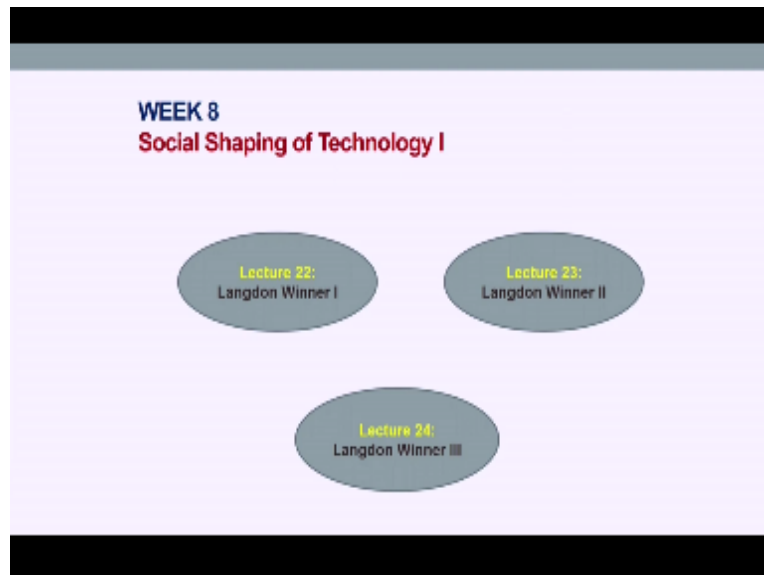 WEEK 8
Social Shaping of Technology I
Lecture 22:
Langdon Winner I
Lecture 23:
Langdon Winner II
Lecture 24:
Langdon Winner III